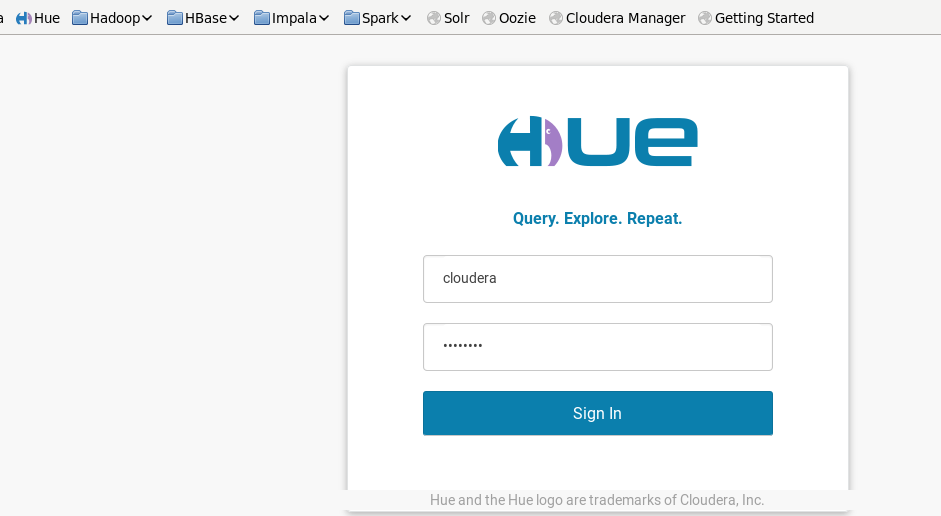 a Hue Hadoop HBase Impala Spark Solr Oozie Cloudera Manager Getting Started
HUE
Query. Explore. Repeat.
cloudera
••••••••
Sign In
Hue and the Hue logo are trademarks of Cloudera, Inc.